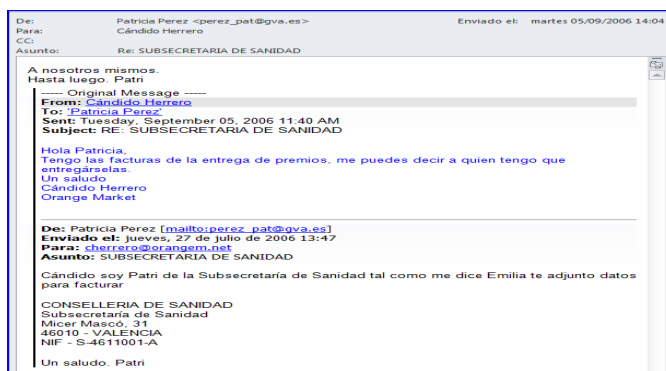 De: Patricia Perez <perez_pat@gva.es> Enviado el: martes 05/09/2006 14:04
Para: Cándido Herrero
CC:
Asunto: Re: SUBSECRETARIA DE SANIDAD
A nosotros mismos.
Hasta luego. Patri
----- Original Message -----
From: Cándido Herrero
To: 'Patricia Perez'
Sent: Tuesday, September 05, 2006 11:40 AM
Subject: RE: SUBSECRETARIA DE SANIDAD
Hola Patricia,
Tengo las facturas de la entrega de premios, me puedes decir a quien tengo que
entregárselas.
Un saludo
Cándido Herrero
Orange Market
De: Patricia Perez [mailto:perez_pat@gva.es]
Enviado el: jueves, 27 de julio de 2006 13:47
Para: cherrero@orangem.net
Asunto: SUBSECRETARIA DE SANIDAD
Cándido soy Patri de la Subsecretaría de Sanidad tal como me dice Emilia te adjunto datos
para facturar
CONSELLERIA DE SANIDAD
Subsecretaría de Sanidad
Micer Mascó, 31
46010 - VALENCIA
NIF - S-4611001-A
Un saludo. Patri